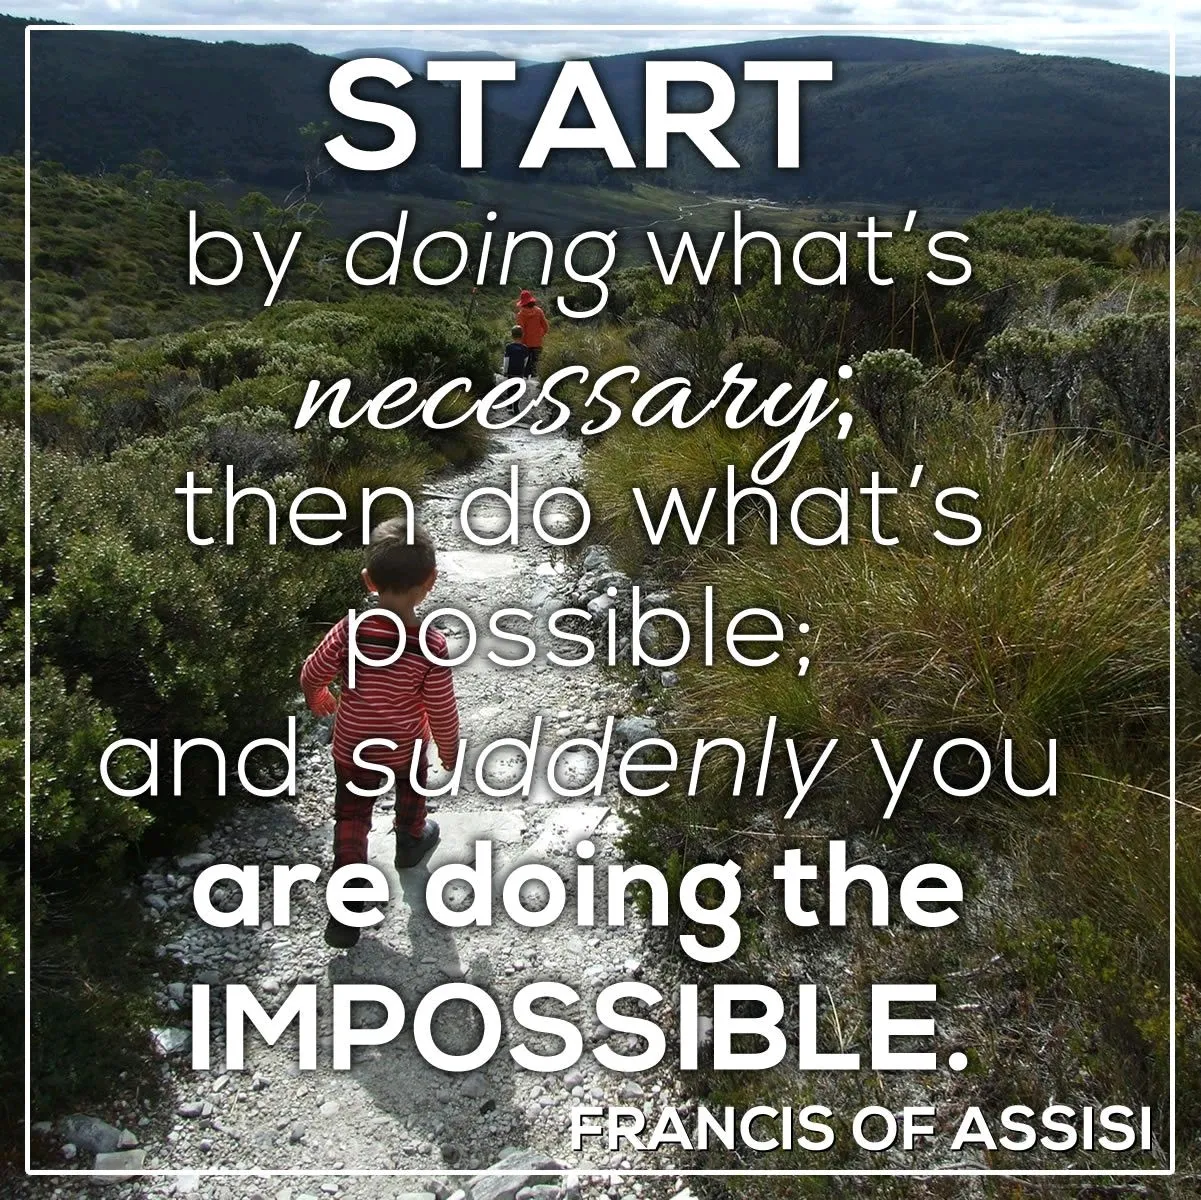 START
by doing what's
necessary;
then do what's
possible;
and suddenly you
are doing the
IMPOSSIBLE.
FRANCIS OF ASSISI